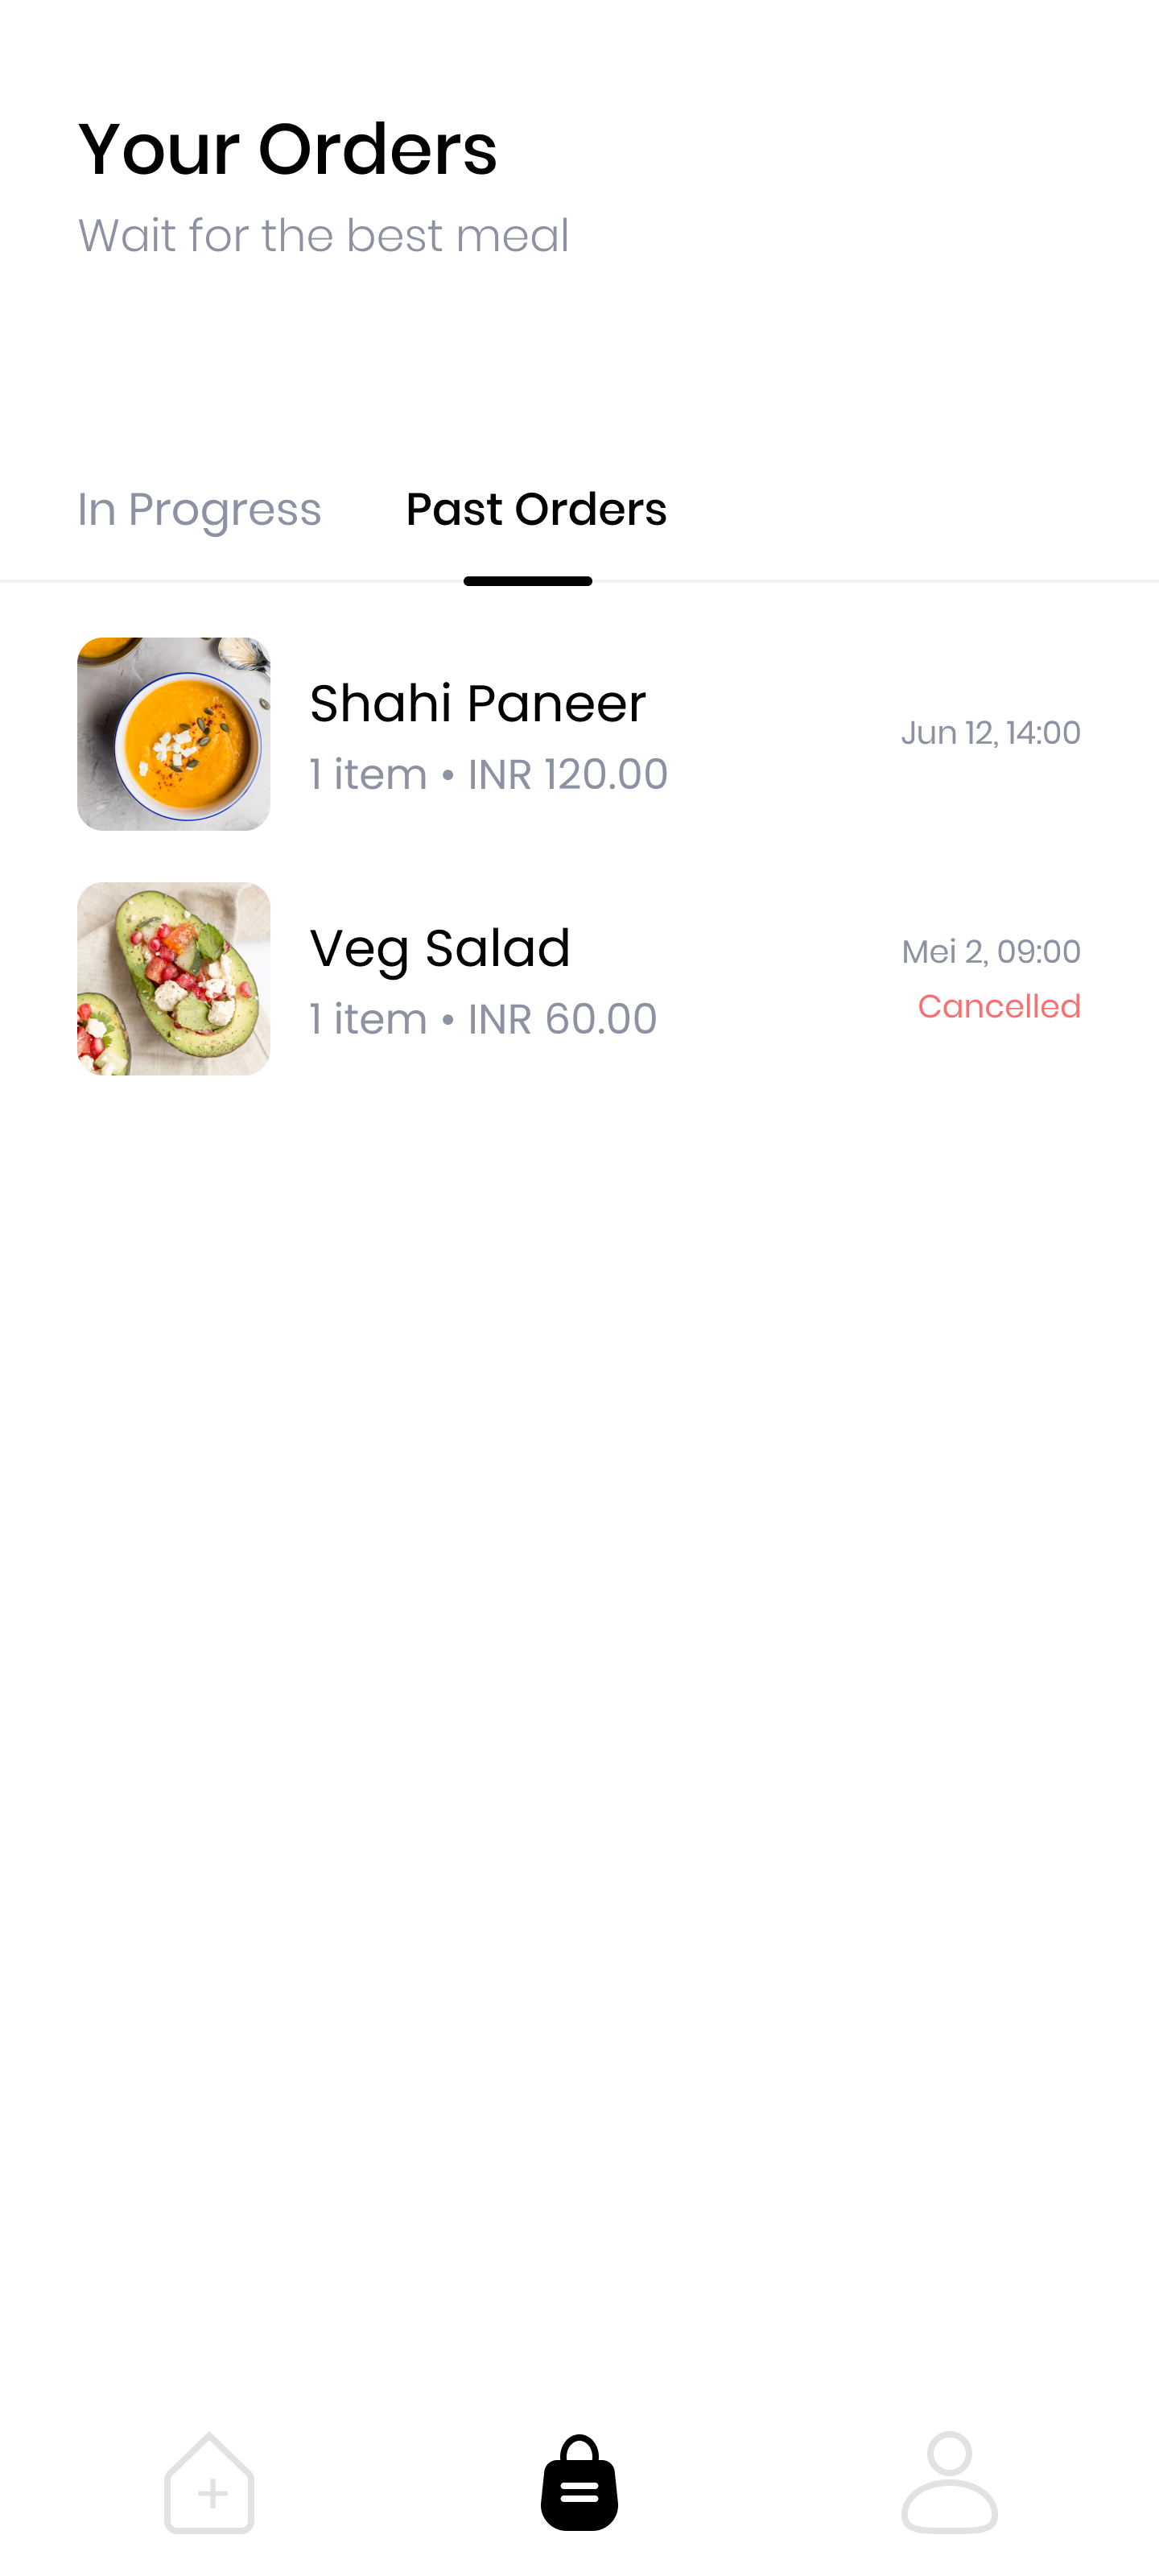 Your Orders
Wait for the best meal
In Progress
Past Orders
Shahi Paneer
1 item • INR 120.00
Jun 12, 14:00
Veg Salad
1 item • INR 60.00
Mei 2, 09:00
Cancelled